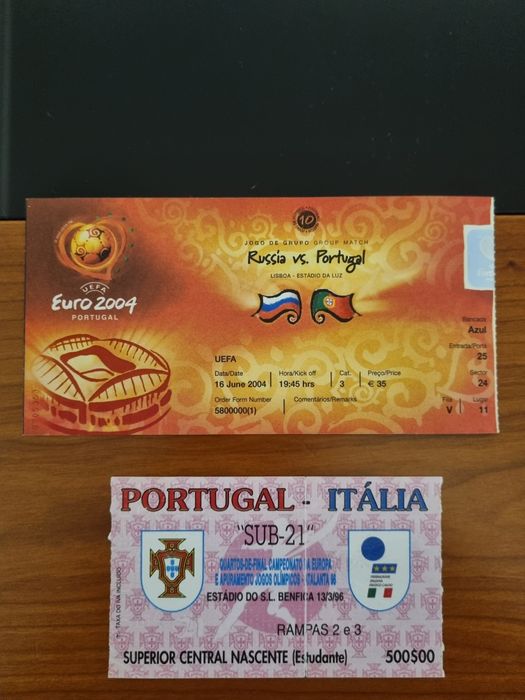 10
JOGO DE GRUPO GROUP MATCH
Russia vs. Portugal
LISBOA - ESTÁDIO DA LUZ
UEFA
Euro 2004
PORTUGAL
Bancada
Azul
Entrada/Porta
25
Sector
24
Fila Lugar
V 11
UEFA
Data/Date Hora/Kick off Cat. Preço/Price
16 June 2004 19:45 hrs 3 € 35
Order Form Number Comentários/Remarks
5800000(1)
PORTUGAL - ITÁLIA
"SUB-21"
QUARTOS-DE-FINAL CAMPEONATO DA EUROPA
E APURAMENTO JOGOS OLÍMPICOS - ATALANTA 96
ESTÁDIO DO S.L. BENFICA 13/3/96
RAMPAS 2 e 3
SUPERIOR CENTRAL NASCENTE (Estudante) 500$00